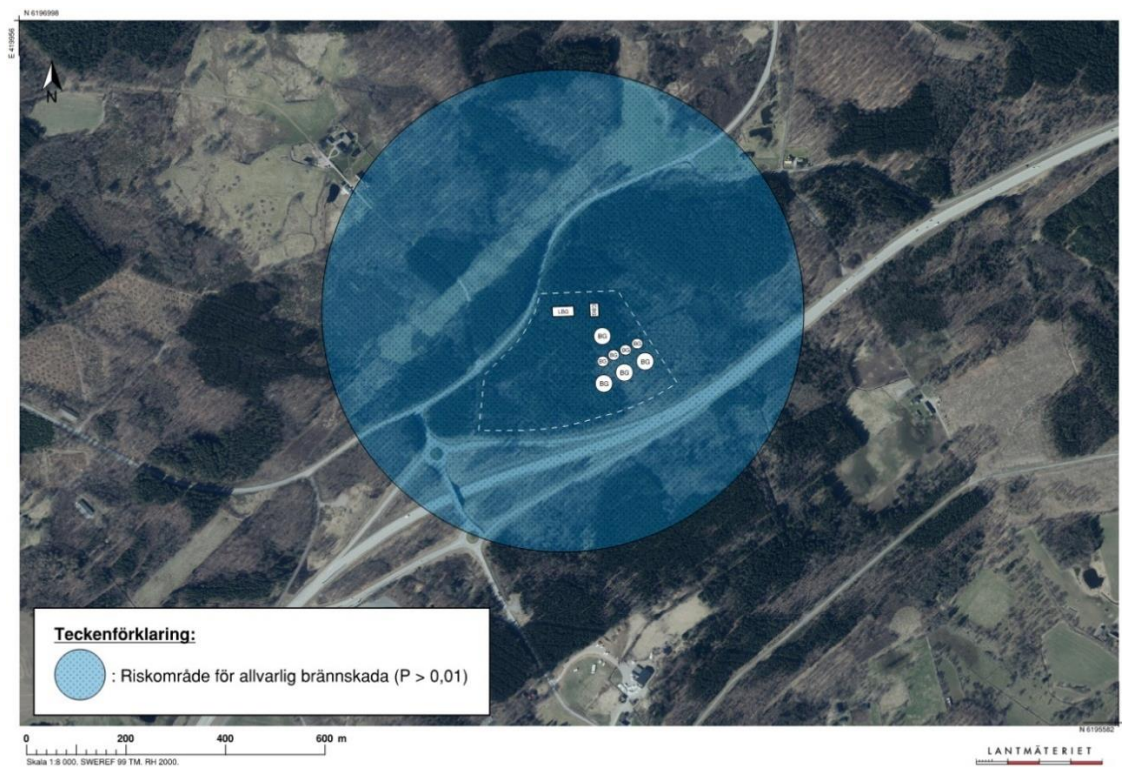 N 6196998
E 419956
N
LBG
BG
BG
BG
BG
BG
BG
BG
BG
Teckenförklaring:
: Riskområde för allvarlig brännskada (P > 0,01)
N 6195582
0 200 400 600 m
Skala 1:8 000. SWEREF 99 TM. RH 2000.
LANTMÄTERIET